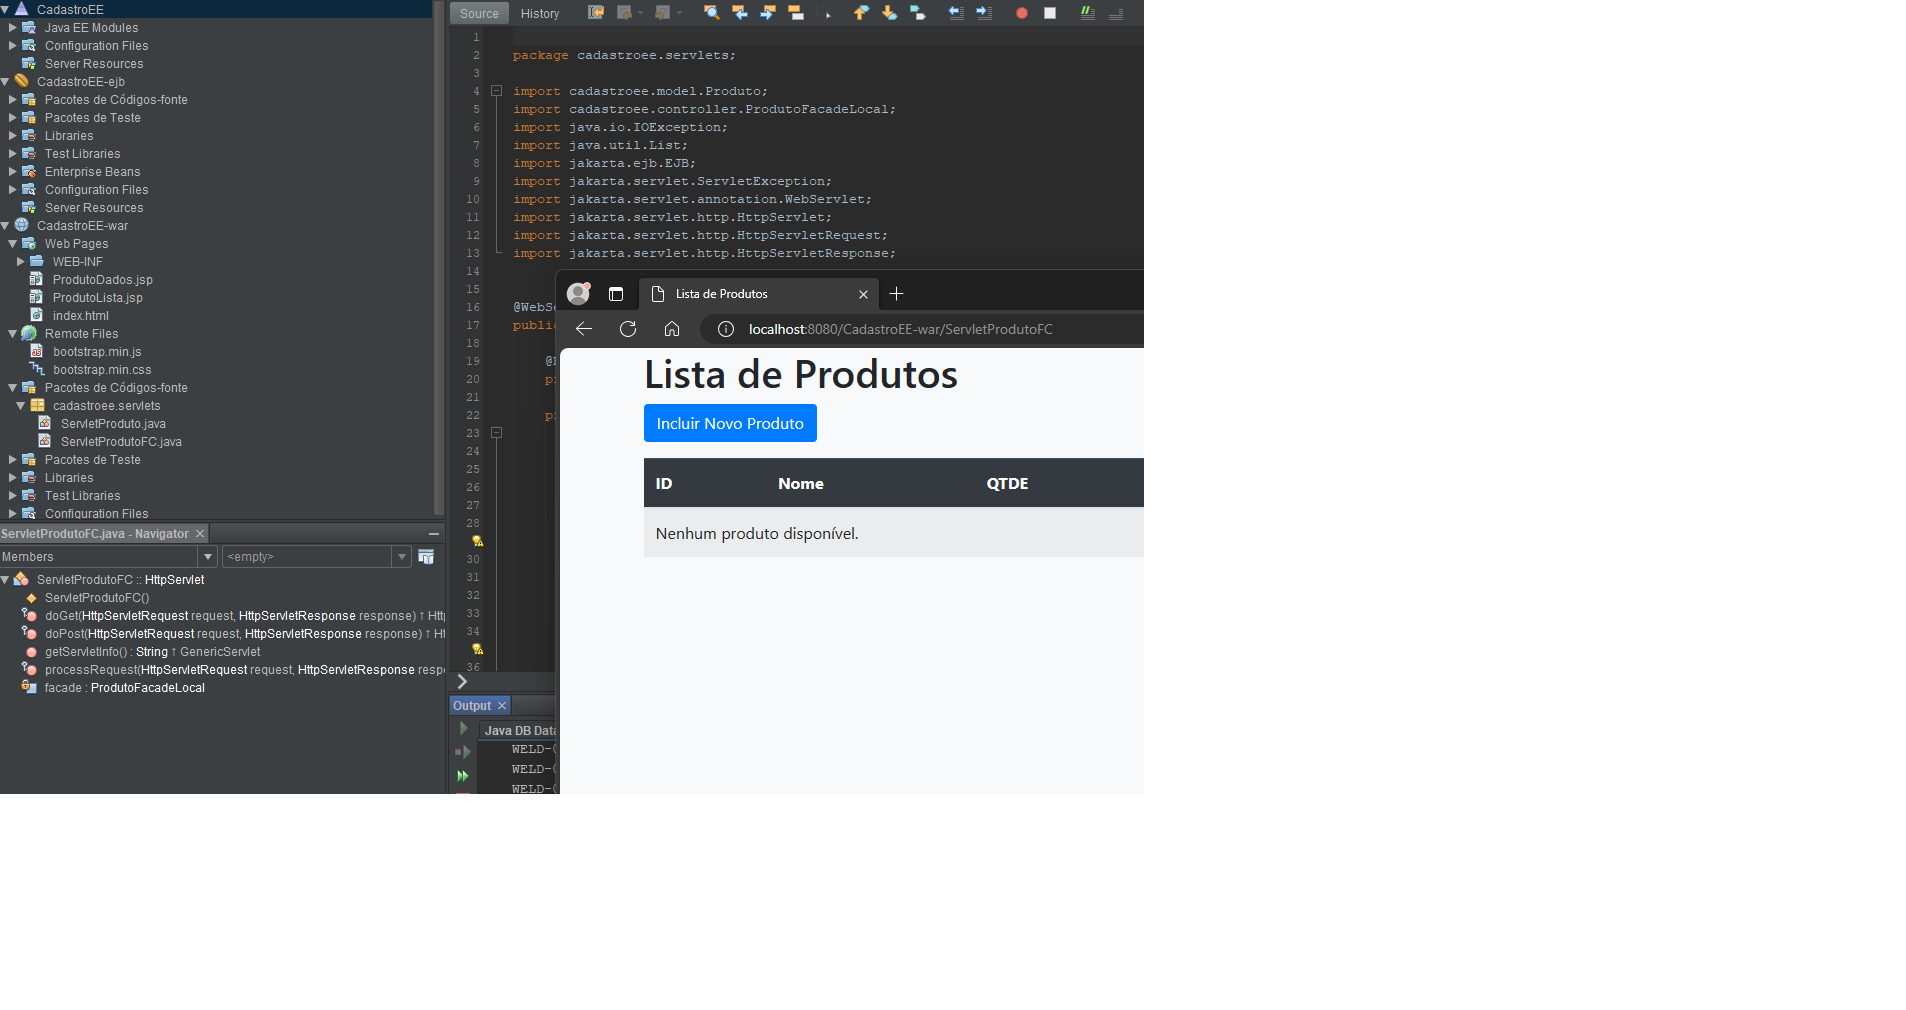 CadastroEE
Java EE Modules
Configuration Files
Server Resources
CadastroEE-ejb
Pacotes de Códigos-fonte
Pacotes de Teste
Libraries
Test Libraries
Enterprise Beans
Configuration Files
Server Resources
CadastroEE-war
Web Pages
WEB-INF
ProdutoDados.jsp
ProdutoLista.jsp
index.html
Remote Files
bootstrap.min.js
bootstrap.min.css
Pacotes de Códigos-fonte
cadastroee.servlets
ServletProduto.java
ServletProdutoFC.java
Pacotes de Teste
Libraries
Test Libraries
Configuration Files
ServletProdutoFC.java - Navigator
Members
<empty>
ServletProdutoFC :: HttpServlet
ServletProdutoFC()
doGet(HttpServletRequest request, HttpServletResponse response) ↑ Htt
doPost(HttpServletRequest request, HttpServletResponse response) ↑ Ht
getServletInfo() : String ↑ GenericServlet
processRequest(HttpServletRequest request, HttpServletResponse respo
facade : ProdutoFacadeLocal
Source History
1
2 package cadastroee.servlets;
3
4 import cadastroee.model.Produto;
5 import cadastroee.controller.ProdutoFacadeLocal;
6 import java.io.IOException;
7 import java.util.List;
8 import jakarta.ejb.EJB;
9 import jakarta.servlet.ServletException;
10 import jakarta.servlet.annotation.WebServlet;
11 import jakarta.servlet.http.HttpServlet;
12 import jakarta.servlet.http.HttpServletRequest;
13 import jakarta.servlet.http.HttpServletResponse;
14
15
16 @WebSe
17 public
18
19 @
20 p
21
22 p
23
24
25
26
27
28
30
31
32
33
34
36
Output
Java DB Data
WELD-
WELD-
WELD-
Lista de Produtos
localhost:8080/CadastroEE-war/ServletProdutoFC
Lista de Produtos
Incluir Novo Produto
ID Nome QTDE
Nenhum produto disponível.